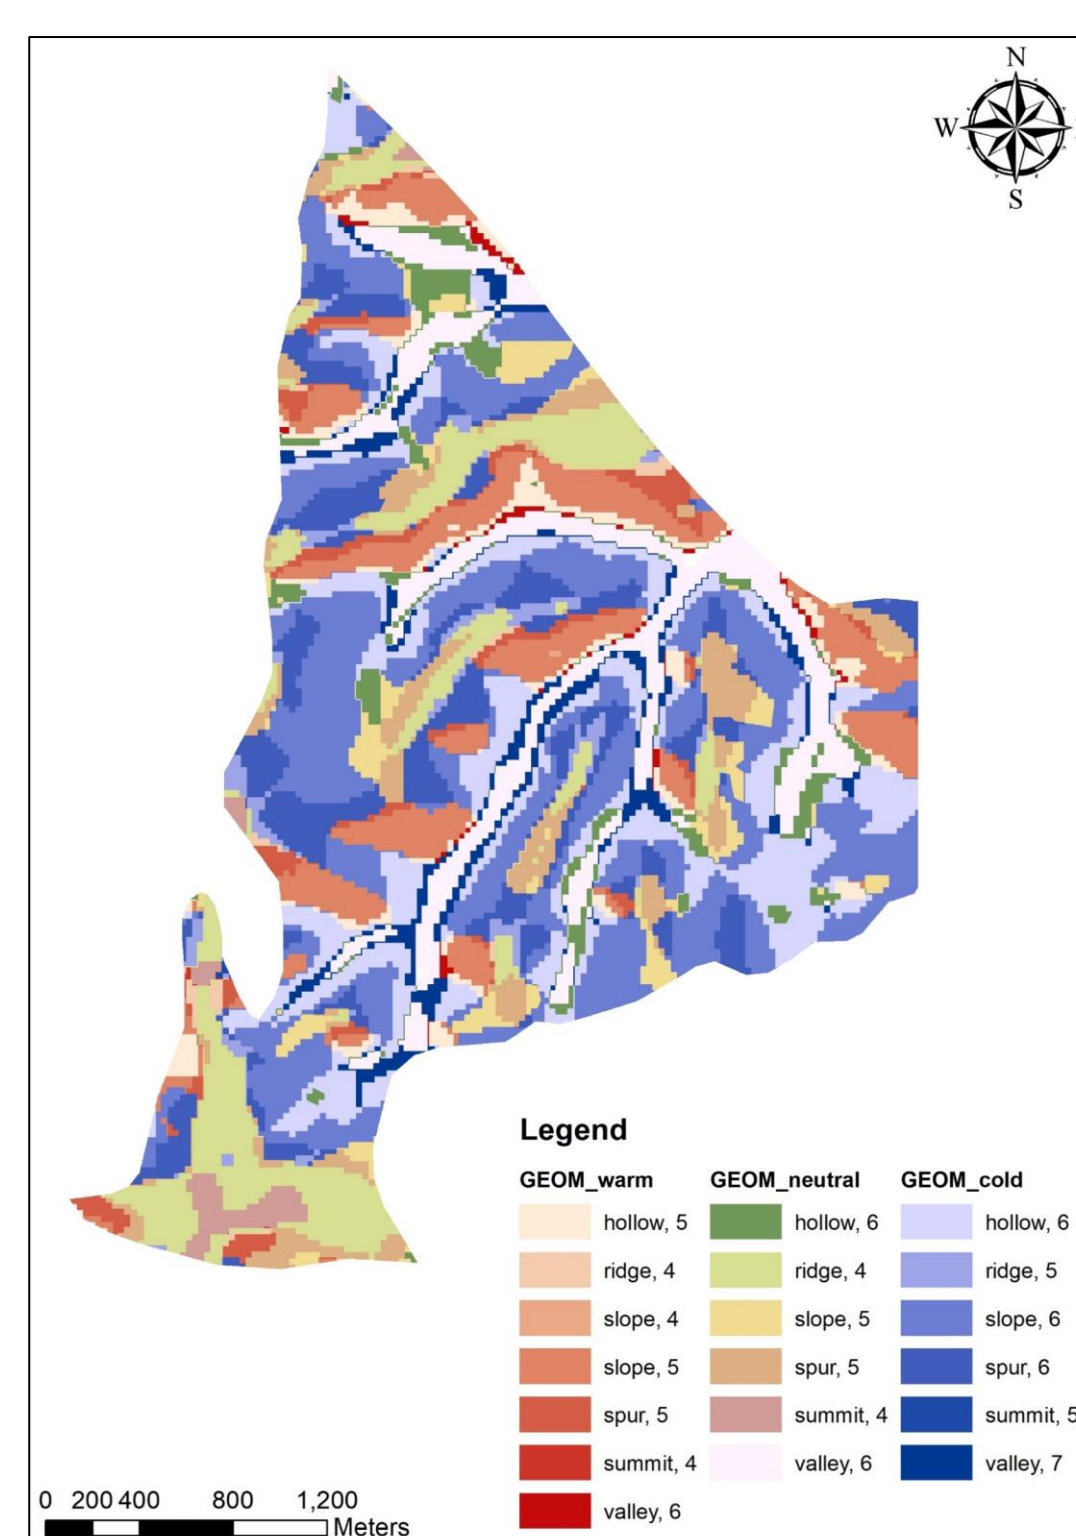 N
W
S
Legend
GEOM_warm GEOM_neutral GEOM_cold
hollow, 5 hollow, 6 hollow, 6
ridge, 4 ridge, 4 ridge, 5
slope, 4 slope, 5 slope, 6
slope, 5 spur, 5 spur, 6
spur, 5 summit, 4 summit, 5
summit, 4 valley, 6 valley, 7
valley, 6
0 200 400 800 1,200
Meters